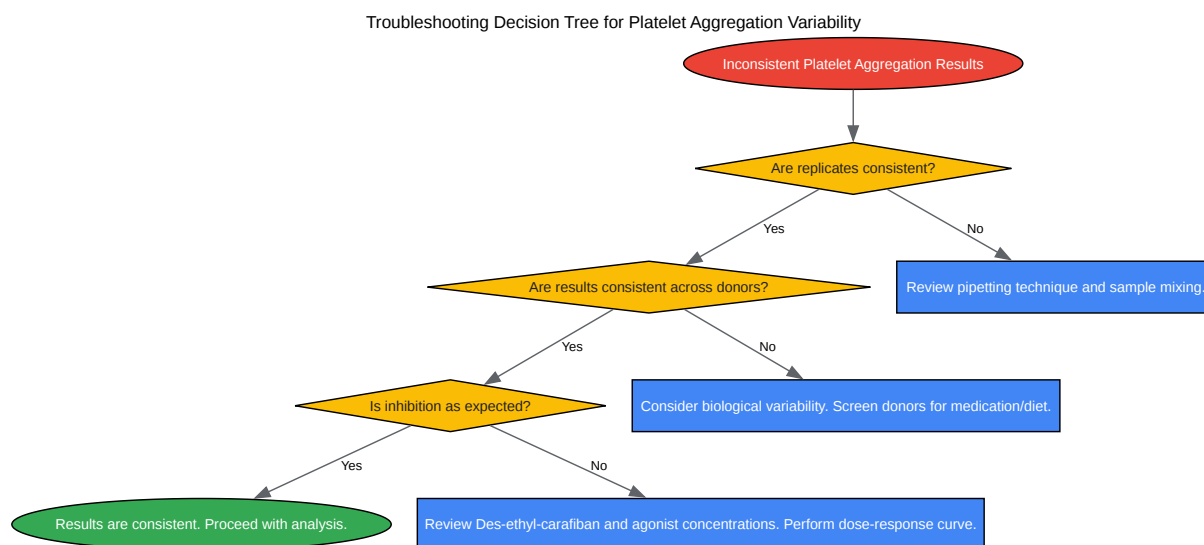 Troubleshooting Decision Tree for Platelet Aggregation Variability
Inconsistent Platelet Aggregation Results
Are replicates consistent?
Yes
No
Are results consistent across donors?
Review pipetting technique and sample mixing.
Yes
No
Is inhibition as expected?
Consider biological variability. Screen donors for medication/diet.
Yes
No
Results are consistent. Proceed with analysis.
Review Des-ethyl-carafiban and agonist concentrations. Perform dose-response curve.